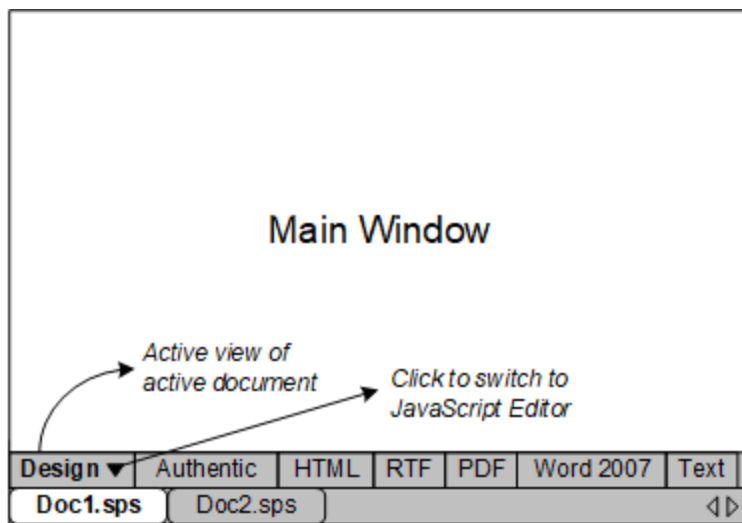 Main Window
Active view of
active document
Click to switch to
JavaScript Editor
Design Authentic HTML RTF PDF Word 2007 Text
Doc1.sps Doc2.sps